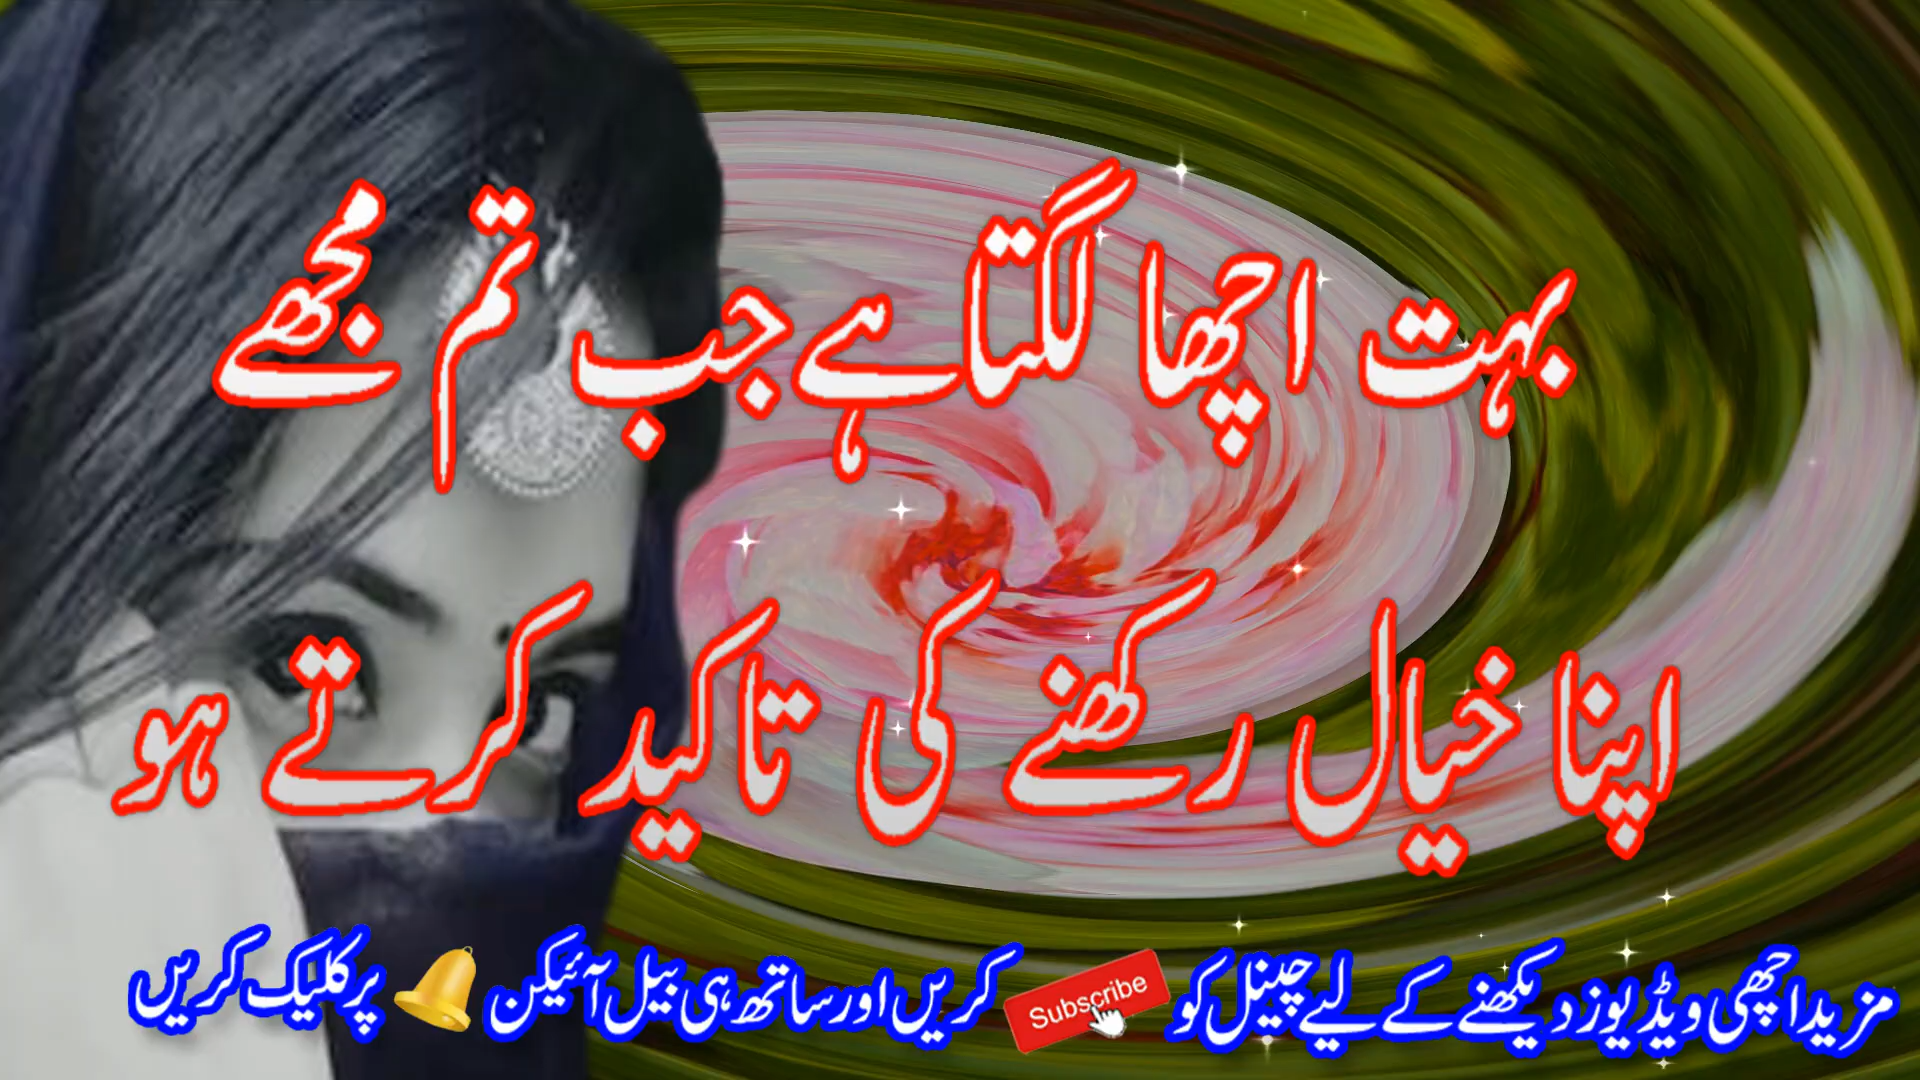 بہت اچھا لگتا ہے جب تم مجھے
اپنا خیال رکھنے کی تاکید کرتے ہو
مزید اچھی ویڈیوز دیکھنے کے لیے چینل کو Subscribe کریں اور ساتھ ہی بیل آئیکن پر کلیک کریں